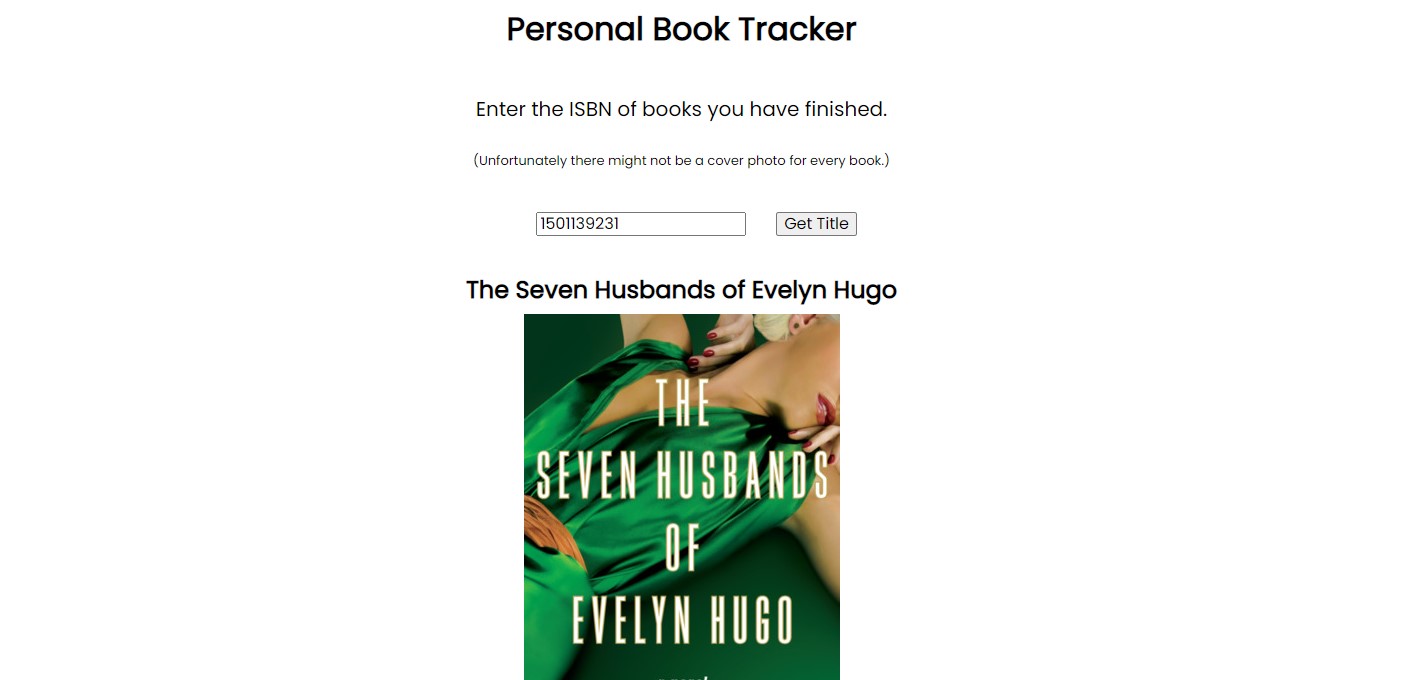 Personal Book Tracker
Enter the ISBN of books you have finished.
(Unfortunately there might not be a cover photo for every book.)
1501139231 Get Title
The Seven Husbands of Evelyn Hugo
THE
SEVEN HUSBANDS
OF
EVELYN HUGO